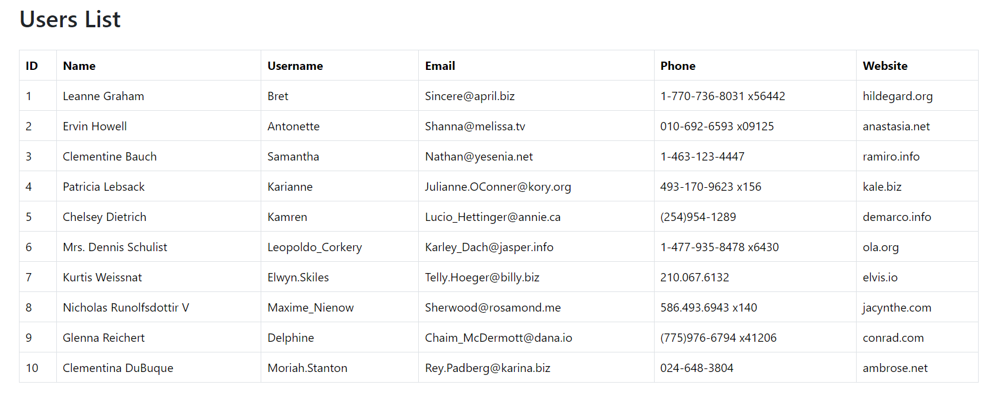 Users List
ID Name Username Email Phone Website
1 Leanne Graham Bret Sincere@april.biz 1-770-736-8031 x56442 hildegard.org
2 Ervin Howell Antonette Shanna@melissa.tv 010-692-6593 x09125 anastasia.net
3 Clementine Bauch Samantha Nathan@yesenia.net 1-463-123-4447 ramiro.info
4 Patricia Lebsack Karianne Julianne.OConner@kory.org 493-170-9623 x156 kale.biz
5 Chelsey Dietrich Kamren Lucio_Hettinger@annie.ca (254)954-1289 demarco.info
6 Mrs. Dennis Schulist Leopoldo_Corkery Karley_Dach@jasper.info 1-477-935-8478 x6430 ola.org
7 Kurtis Weissnat Elwyn.Skiles Telly.Hoeger@billy.biz 210.067.6132 elvis.io
8 Nicholas Runolfsdottir V Maxime_Nienow Sherwood@rosamond.me 586.493.6943 x140 jacynthe.com
9 Glenna Reichert Delphine Chaim_McDermott@dana.io (775)976-6794 x41206 conrad.com
10 Clementina DuBuque Moriah.Stanton Rey.Padberg@karina.biz 024-648-3804 ambrose.net